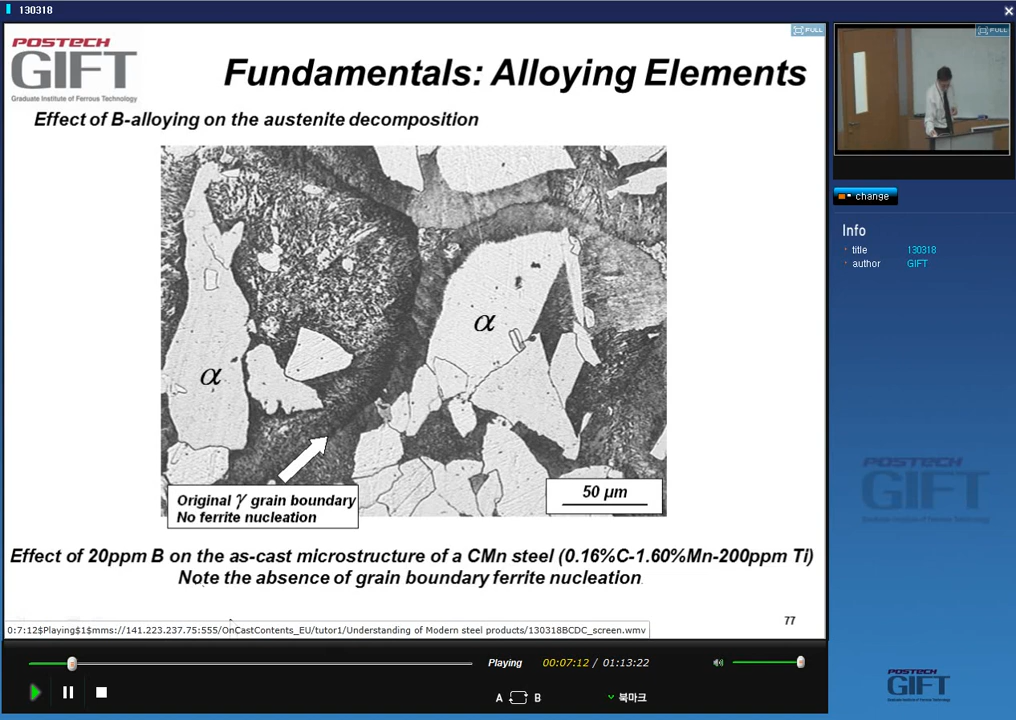 130318
FULL
FULL
POSTECH
GIFT
Graduate Institute of Ferrous Technology
Fundamentals: Alloying Elements
Effect of B-alloying on the austenite decomposition
α
α
Original γ grain boundary
No ferrite nucleation
50 µm
Effect of 20ppm B on the as-cast microstructure of a CMn steel (0.16%C-1.60%Mn-200ppm Ti)
Note the absence of grain boundary ferrite nucleation
77
0:7:12$Playing$1$mms://141.223.237.75:555/OnCastContents_EU/tutor1/Understanding of Modern steel products/130318BCDC_screen.wmv
change
Info
title 130318
author GIFT
POSTECH
GIFT
Playing 00:07:12 / 01:13:22
A B 북마크
POSTECH
GIFT